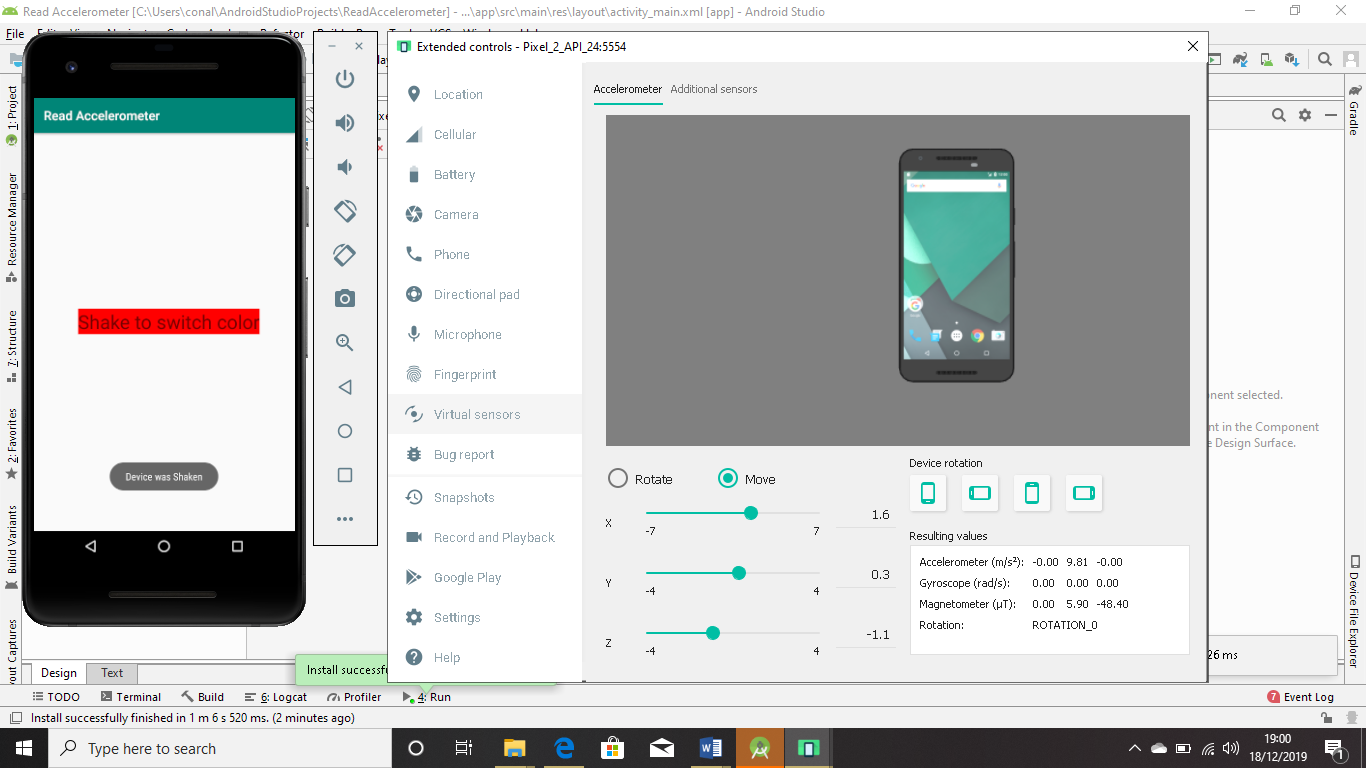 Read Accelerometer [C:\Users\conal\AndroidStudioProjects\ReadAccelerometer] - ...\app\src\main\res\layout\activity_main.xml [app] - Android Studio
File
Extended controls - Pixel_2_API_24:5554
Read Accelerometer
Shake to switch color
Device was Shaken
Location
Cellular
Battery
Camera
Phone
Directional pad
Microphone
Fingerprint
Virtual sensors
Bug report
Snapshots
Record and Playback
Google Play
Settings
Help
Accelerometer
Additional sensors
Google
Rotate
Move
X
-7
7
1.6
Y
-4
4
0.3
Z
-4
4
-1.1
Device rotation
Resulting values
Accelerometer (m/s²): -0.00 9.81 -0.00
Gyroscope (rad/s): 0.00 0.00 0.00
Magnetometer (μT): 0.00 5.90 -48.40
Rotation: ROTATION_0
1: Project
Resource Manager
7: Structure
2: Favorites
Build Variants
Captures
Gradle
Device File Explorer
selected.
in the Component
Design Surface.
26 ms
Install
Design
Text
TODO
Terminal
Build
6: Logcat
Profiler
4: Run
7 Event Log
Install successfully finished in 1 m 6 s 520 ms. (2 minutes ago)
Type here to search
19:00
18/12/2019
1